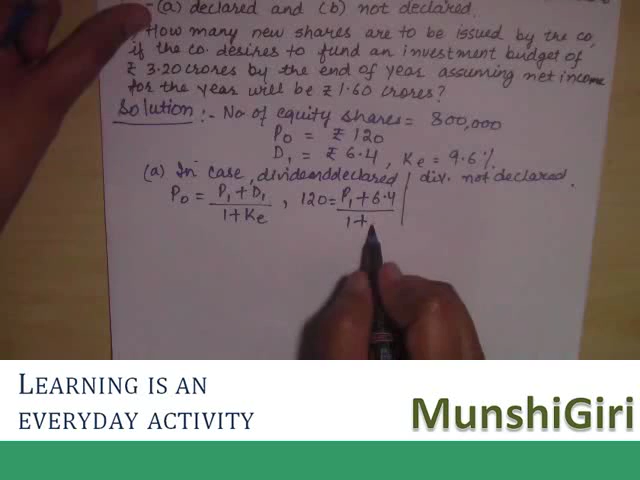 -(a) declared and (b) not declared.
How many new shares are to be issued by the co,
if the co. desires to fund an investment budget of
₹ 3.20 crores by the end of year assuming net income
for the year will be ₹ 1.60 crores?
Solution :- No of equity shares = 800,000
P0 = ₹ 120
D1 = ₹ 6.4, Ke = 9.6%
(a) In case, dividend declared | div. not declared
P0 = P1 + D1 / 1 + Ke , 120 = P1 + 6.4 / 1 +
LEARNING IS AN
EVERYDAY ACTIVITY
MunshiGiri